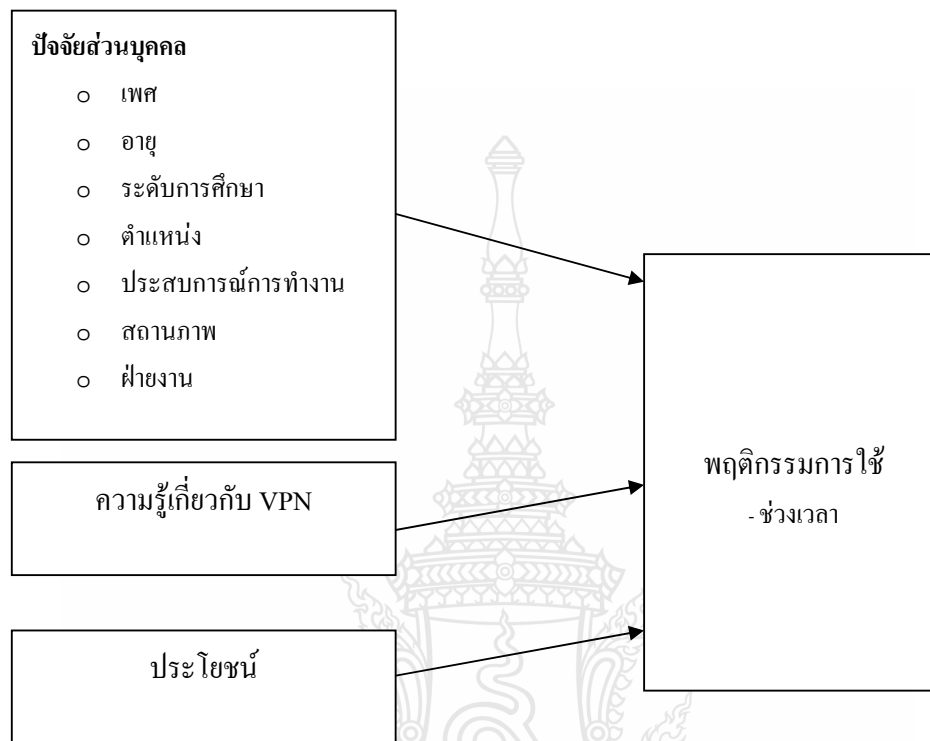 ปัจจัยส่วนบุคคล
o เพศ
o อายุ
o ระดับการศึกษา
o ตำแหน่ง
o ประสบการณ์การทำงาน
o สถานภาพ
o ฝ่ายงาน
ความรู้เกี่ยวกับ VPN
ประโยชน์
พฤติกรรมการใช้
- ช่วงเวลา